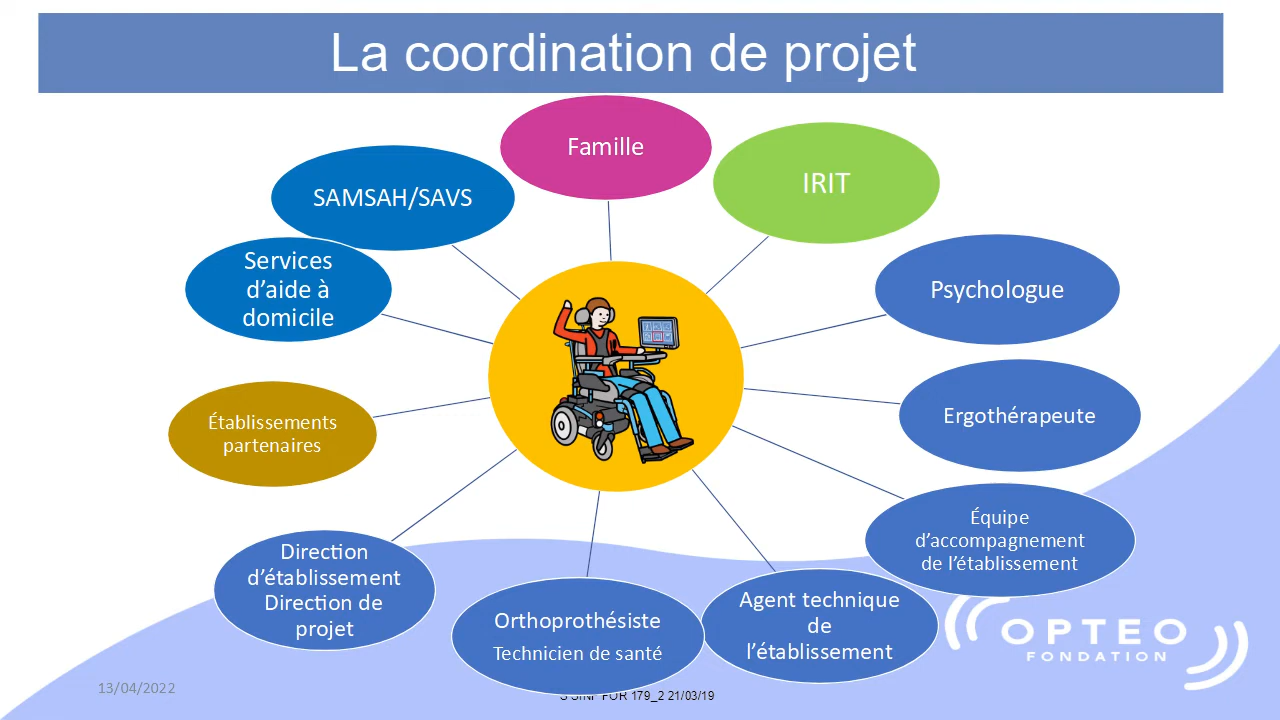 La coordination de projet
Famille
IRIT
SAMSAH/SAVS
Services
d’aide à
domicile
Psychologue
Établissements
partenaires
Ergothérapeute
Équipe
d’accompagnement
de l’établissement
Direction
d’établissement
Direction de
projet
Orthoprothésiste
Technicien de santé
Agent technique
de
l’établissement
OPTEO
FONDATION
13/04/2022
179_2 21/03/19